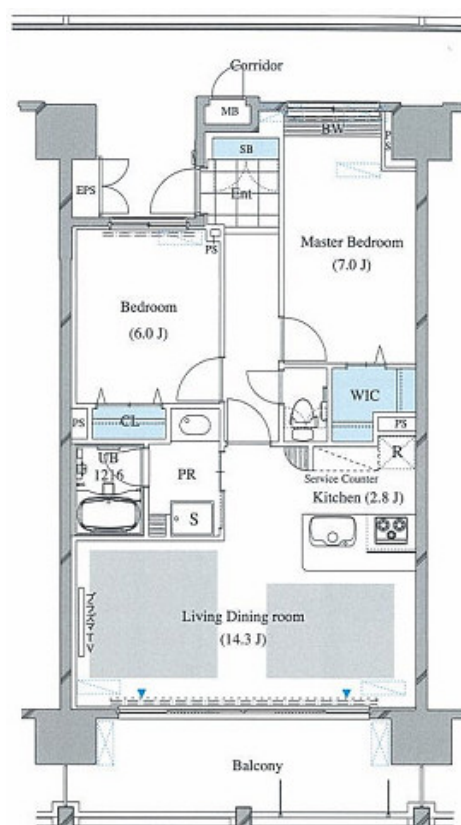 Corridor
MB
BW
PS
SB
EPS
Ent
PS
Master Bedroom
(7.0 J)
Bedroom
(6.0 J)
WIC
CL
PS
PS
UB
1216
PR
R
Service Counter
Kitchen (2.8 J)
S
Living Dining room
(14.3 J)
プラズマTV
Balcony